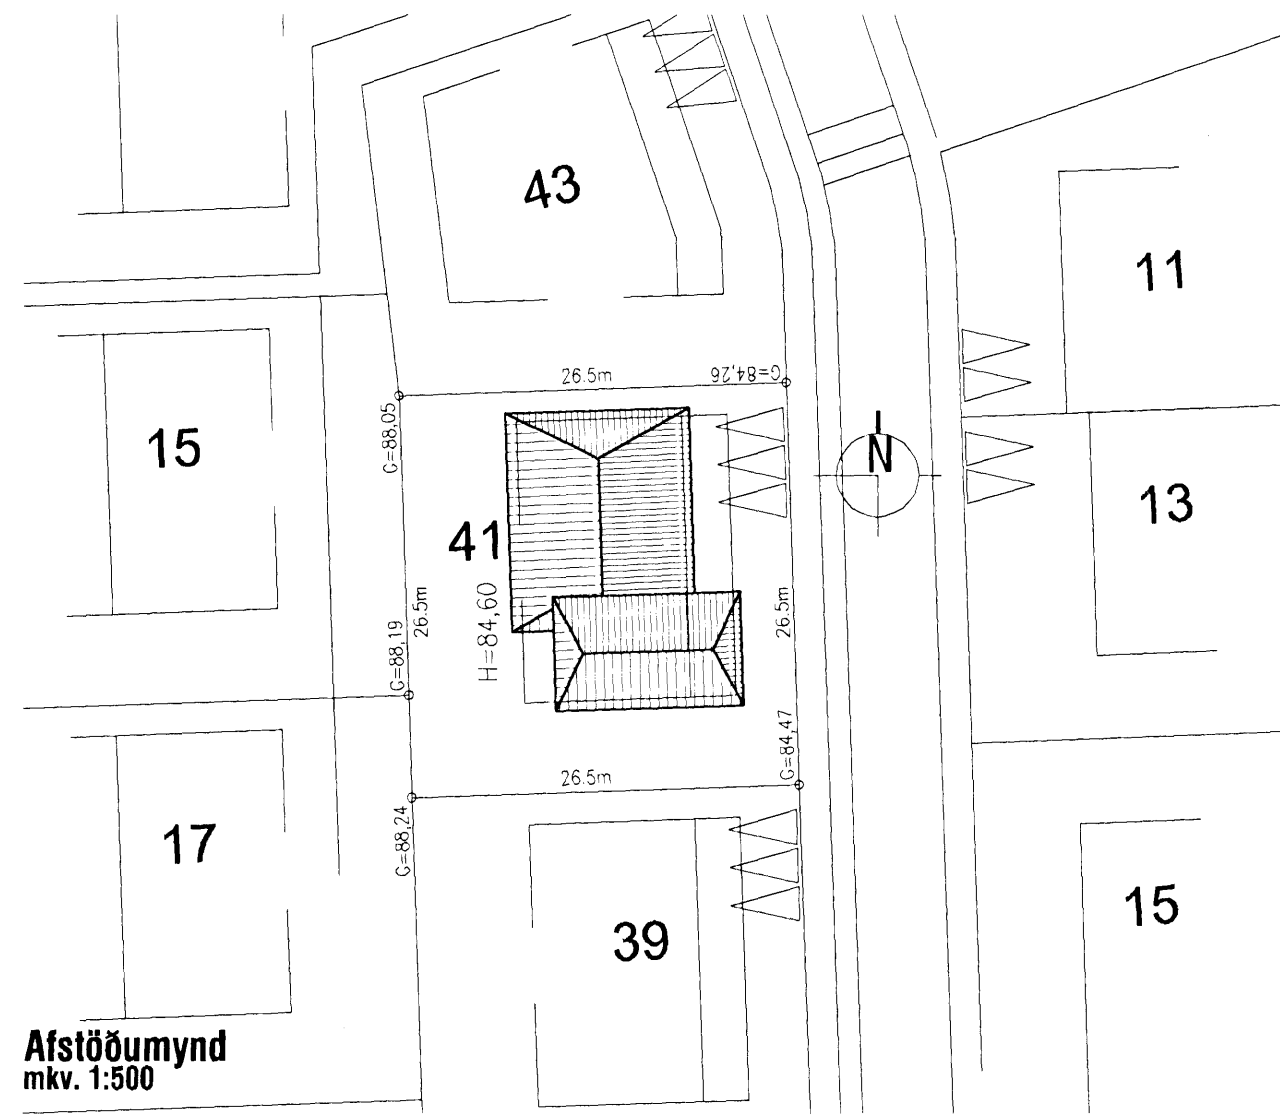 43
11
26.5m
G=84,26
G=88,05
15
N
13
41
26.5m
26.5m
H=84,60
G=88,19
G=84,47
26.5m
17
G=88,24
15
39
Afstöðumynd
mkv. 1:500